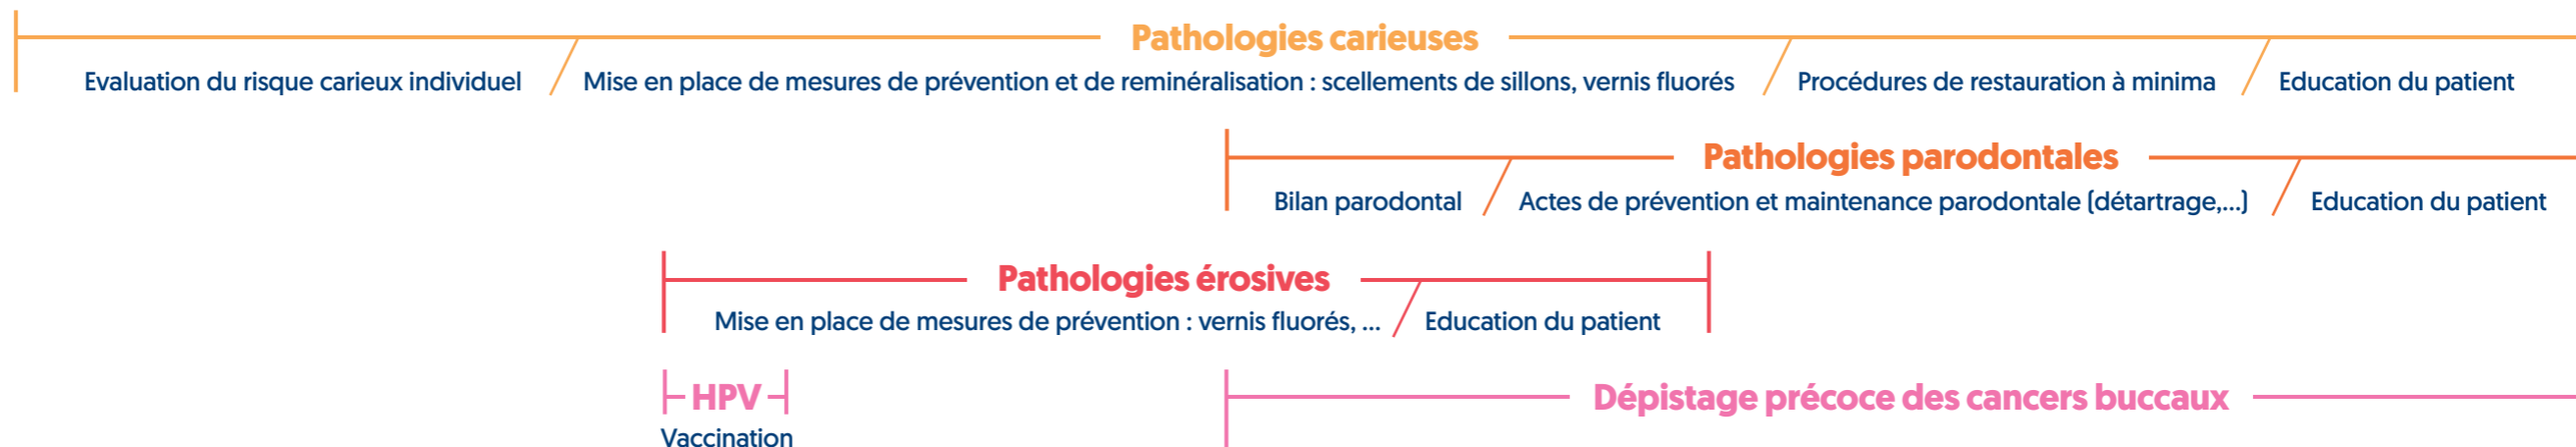 Pathologies carieuses
Evaluation du risque carieux individuel
Mise en place de mesures de prévention et de reminéralisation : scellements de sillons, vernis fluorés
Procédures de restauration à minima
Education du patient
Pathologies parodontales
Bilan parodontal
Actes de prévention et maintenance parodontale (détartrage,...)
Education du patient
Pathologies érosives
Mise en place de mesures de prévention : vernis fluorés, ...
Education du patient
HPV
Dépistage précoce des cancers buccaux
Vaccination